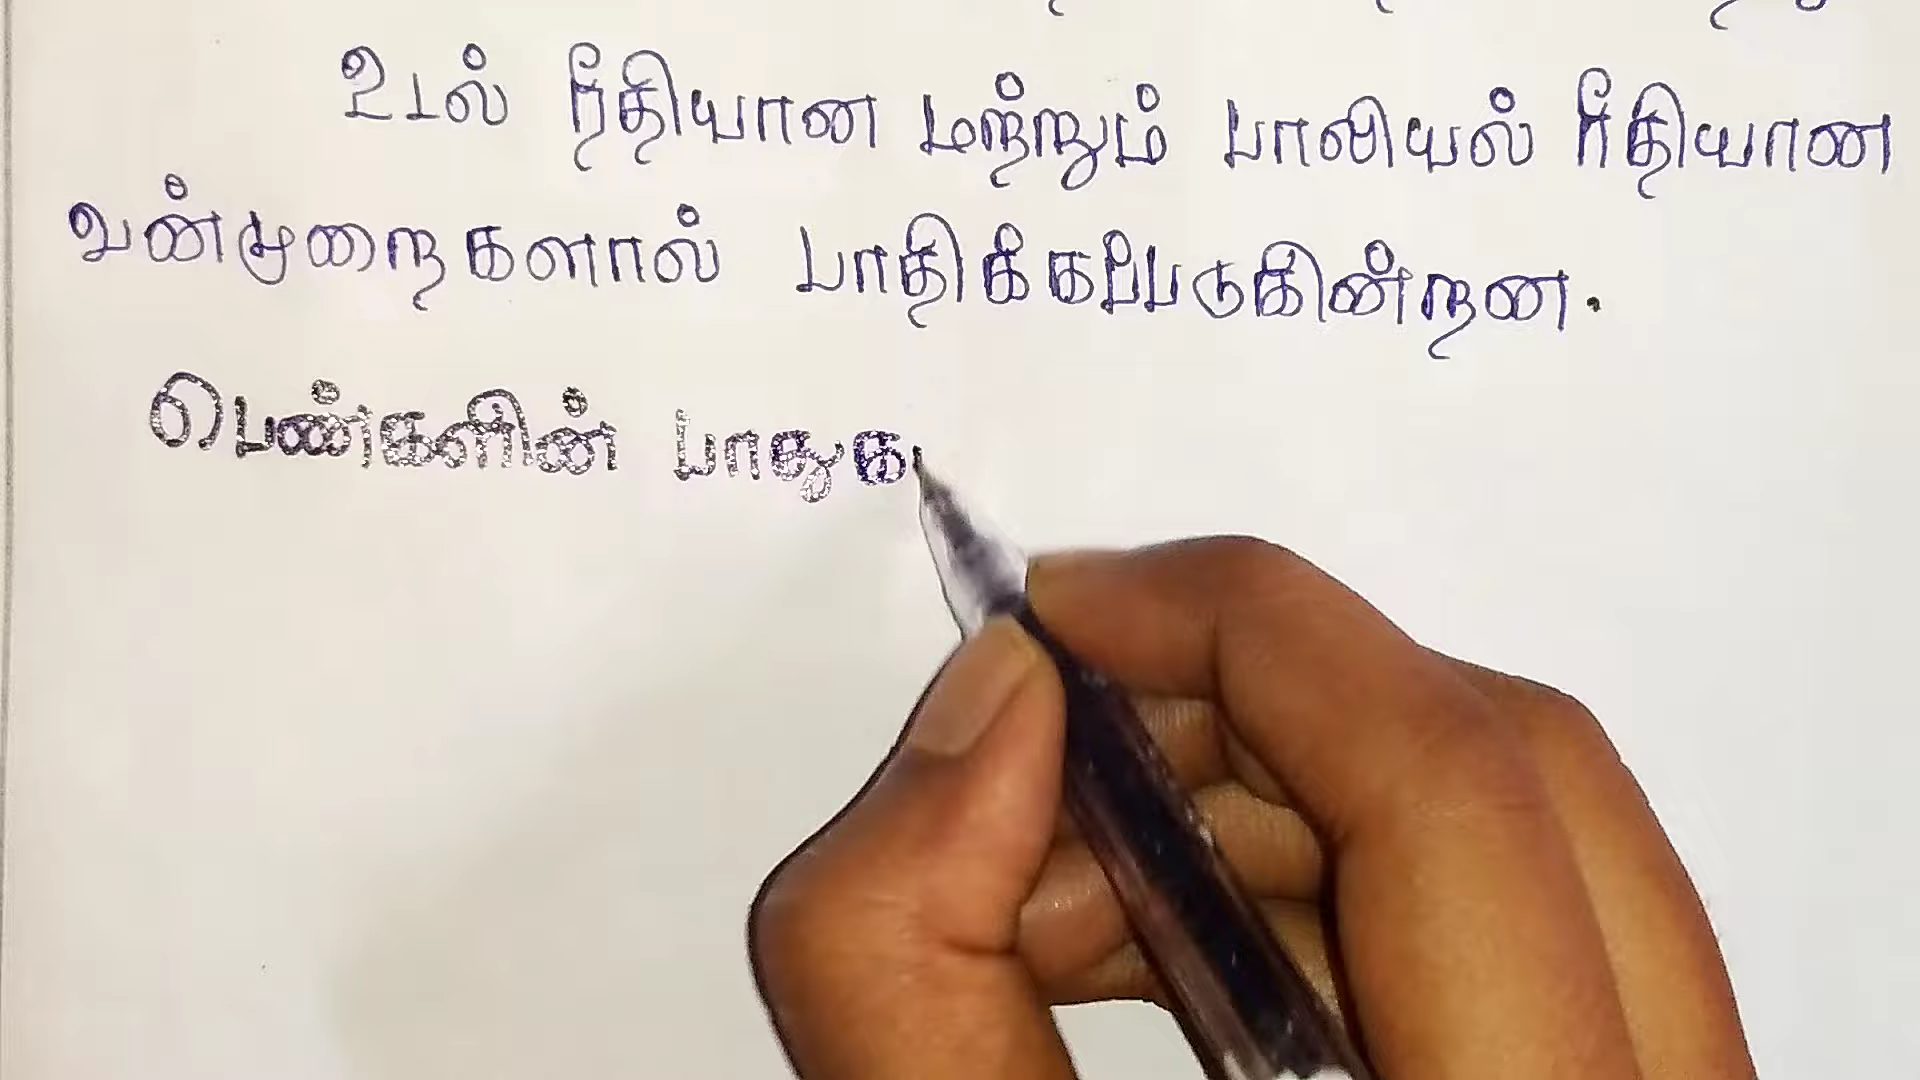 உடல் ரீதியான மற்றும் பாலியல் ரீதியான
வன்முறைகளால் பாதிக்கப்படுகின்றன.
பெண்களின் பாதுக